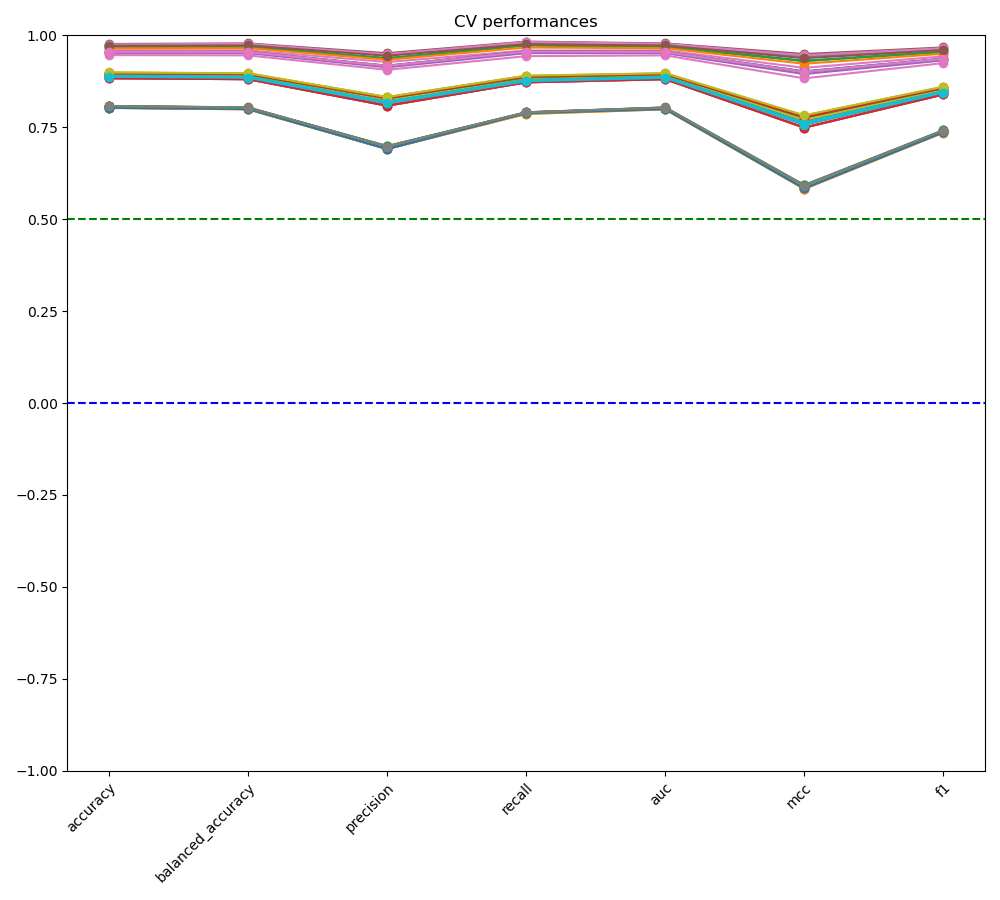 CV performances
1.00
0.75
0.50
0.25
0.00
−0.25
−0.50
−0.75
−1.00
accuracy
balanced_accuracy
precision
recall
auc
mcc
f1